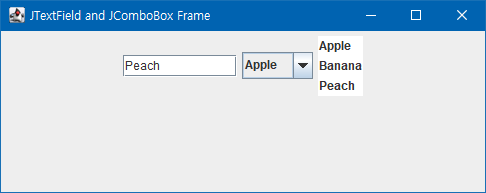 JTextField and JComboBox Frame
Peach
Apple
Apple
Banana
Peach